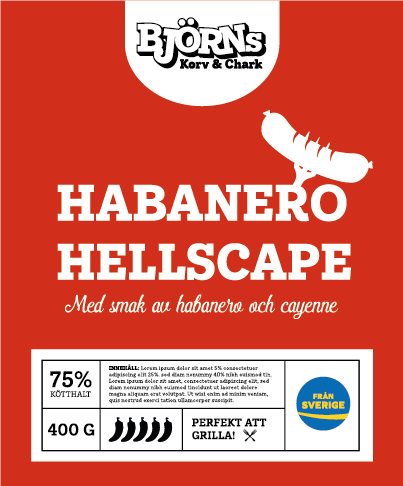 BJÖRNs
Korv & Chark
HABANERO
HELLSCAPE
Med smak av habanero och cayenne
75%
KÖTTHALT
INNEHÅLL: Lorem ipsum dolor sit amet 5% consectetuer
adipiscing elit 25%, sed diam nonummy 40% nibh euismod tin.
Lorem ipsum dolor sit amet, consectetuer adipiscing elit, sed
diam nonummy nibh euismod tincidunt ut laoreet dolore
magna aliquam erat volutpat. Ut wisi enim ad minim veniam,
quis nostrud exerci tation ullamcorper suscipit.
400 G
PERFEKT ATT
GRILLA!
FRÅN
SVERIGE